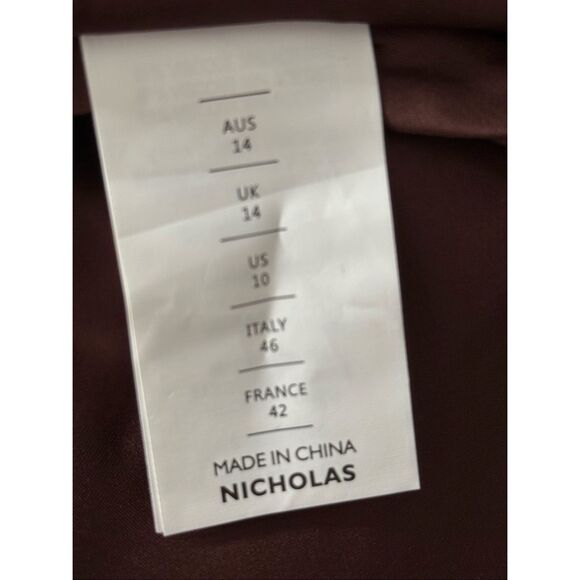 AUS
14
UK
14
US
10
ITALY
46
FRANCE
42
MADE IN CHINA
NICHOLAS